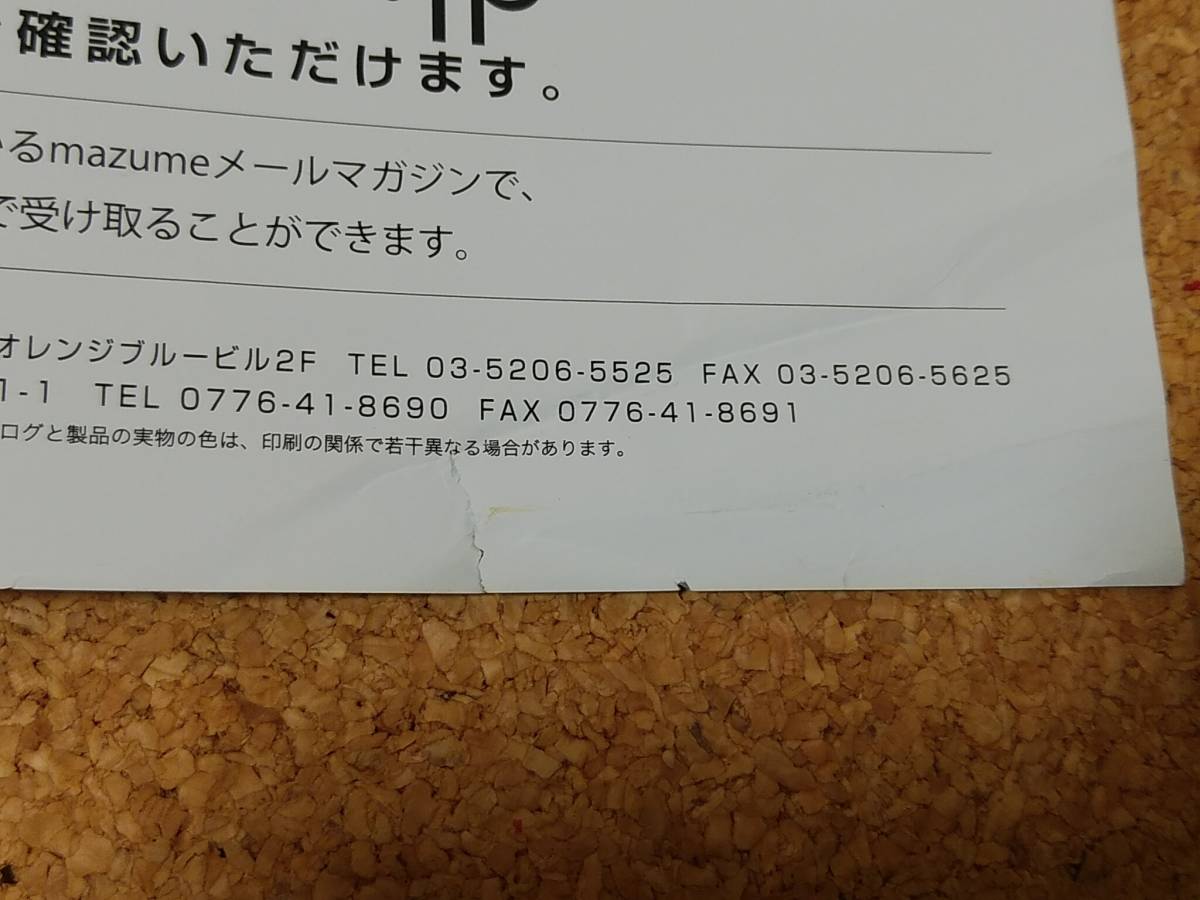 確認いただけます。
るmazumeメールマガジンで、
で受け取ることができます。
オレンジブルービル2F TEL 03-5206-5525 FAX 03-5206-5625
1-1 TEL 0776-41-8690 FAX 0776-41-8691
ログと製品の実物の色は、印刷の関係で若干異なる場合があります。